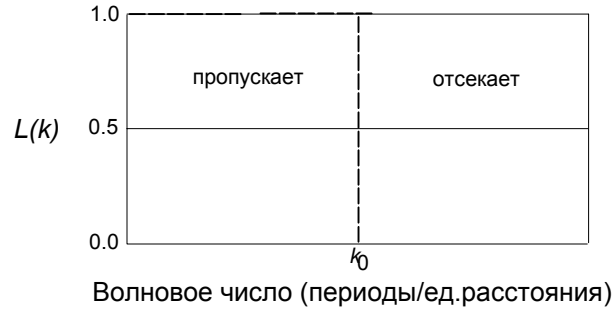 1.0
пропускает
отсекает
L(k)
0.5
0.0
k0
Волновое число (периоды/ед.расстояния)